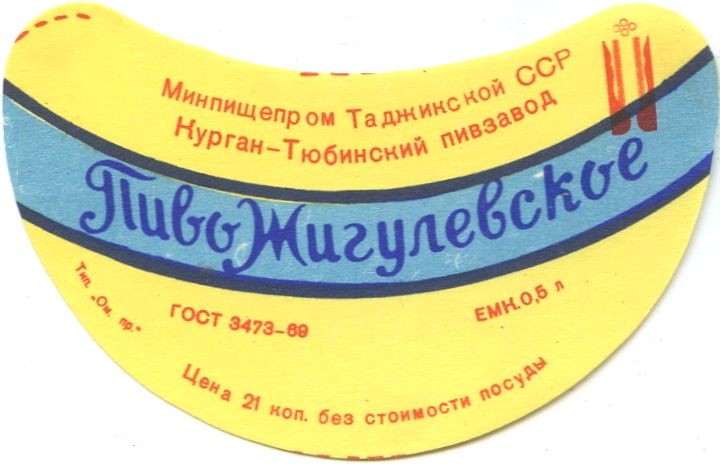 Минпищепром Таджикской ССР
Курган-Тюбинский пивзавод
Пиво Жигулевское
Тип. „Ом. пр."
ГОСТ 3473-69
ЕМК.0,5 л
Цена 21 коп. без стоимости посуды